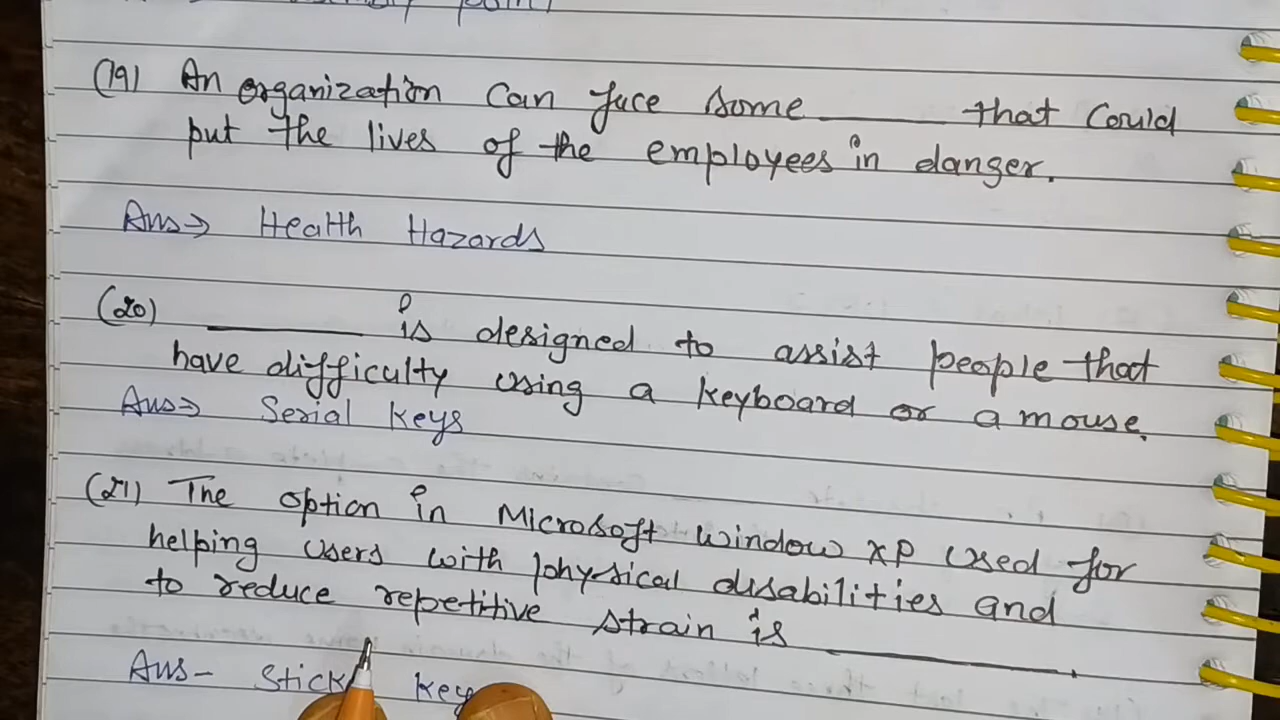 (19) An organization can face some ______ that could
put the lives of the employees in danger.
Ans→ Health Hazards
(20) ______ is designed to assist people that
have difficulty using a keyboard or a mouse.
Ans→ Serial keys
(21) The option in Microsoft window XP used for
helping users with physical disabilities and
to reduce repetitive strain is ______.
Ans-